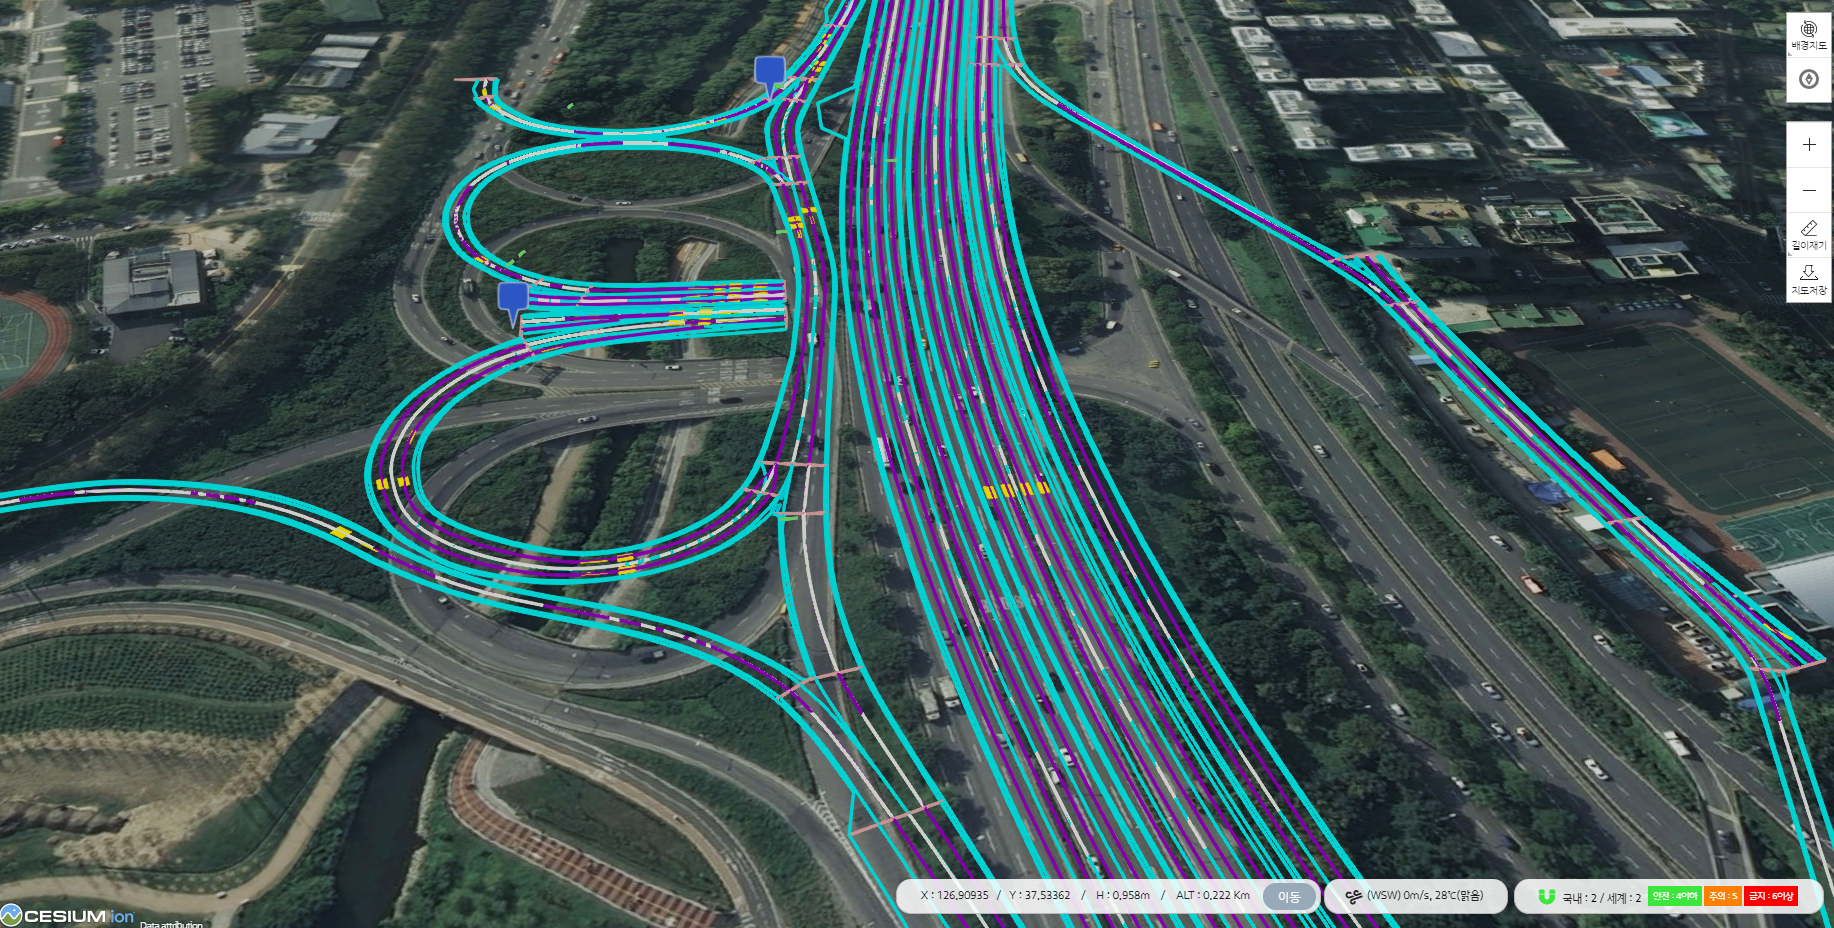 배경지도
길이재기
지도저장
X : 126.90935 / Y : 37.53362 / H : 0.958m / ALT : 0.222 Km
이동
(WSW) 0m/s, 28℃(맑음)
국내 : 2 / 세계 : 2
안전 : 4이하
주의 : 5
금지 : 6이상
CESIUM ion
Data attribution